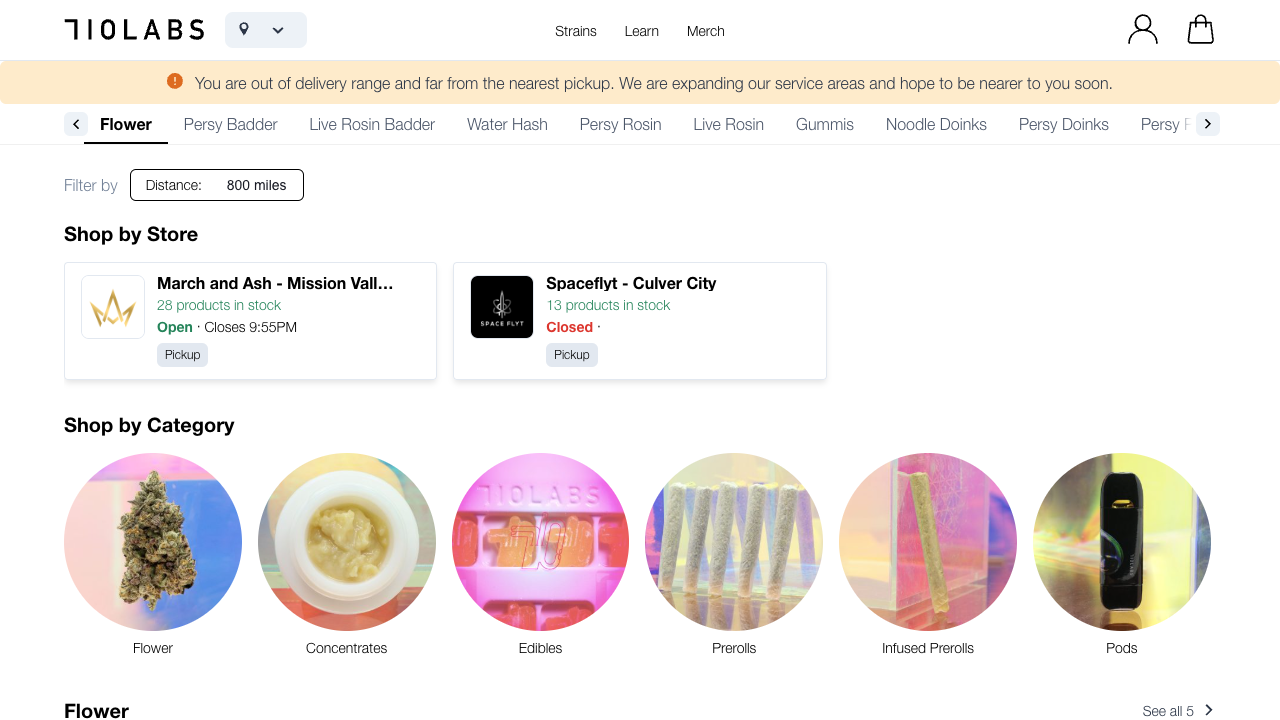 710LABS
Strains
Learn
Merch
You are out of delivery range and far from the nearest pickup. We are expanding our service areas and hope to be nearer to you soon.
Flower
Persy Badder
Live Rosin Badder
Water Hash
Persy Rosin
Live Rosin
Gummis
Noodle Doinks
Persy Doinks
Persy
Filter by
Distance: 800 miles
Shop by Store
March and Ash - Mission Vall...
28 products in stock
Open · Closes 9:55PM
Pickup
SPACE FLYT
Spaceflyt - Culver City
13 products in stock
Closed ·
Pickup
Shop by Category
710LABS
710
Flower
Concentrates
Edibles
Prerolls
Infused Prerolls
Pods
Flower
See all 5